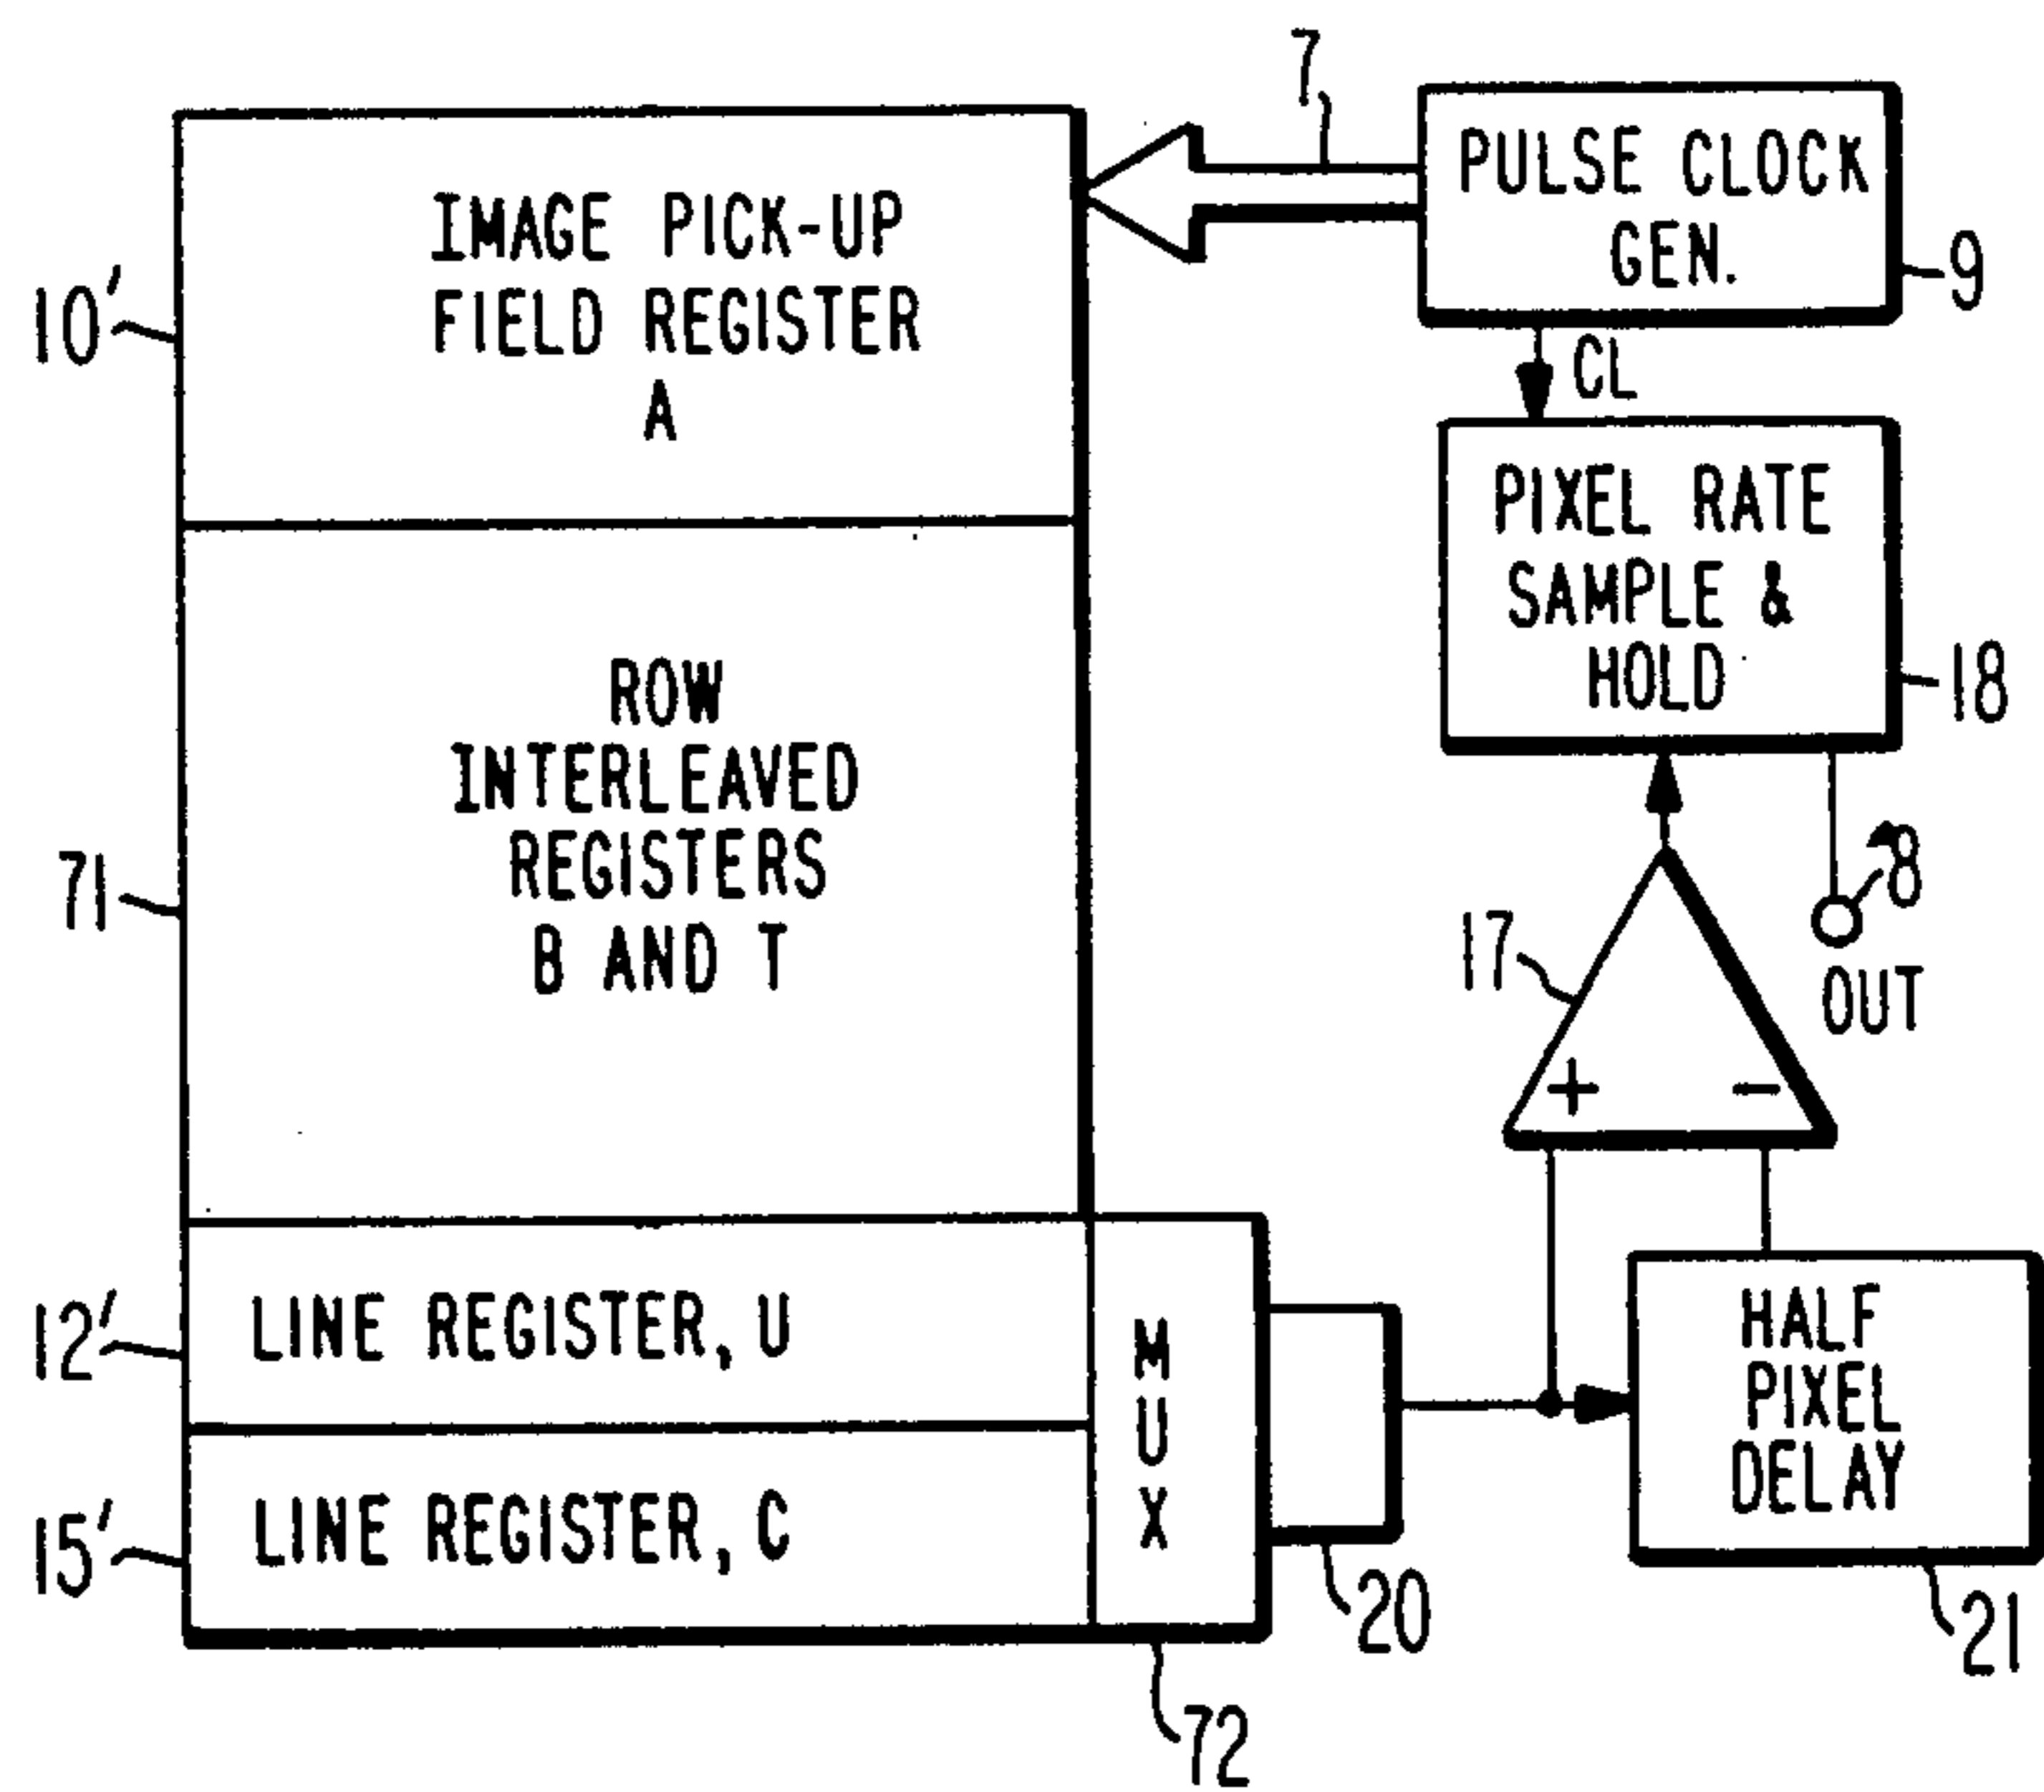 7
PULSE CLOCK
GEN.
9
IMAGE PICK-UP
FIELD REGISTER
A
10'
CL
PIXEL RATE
SAMPLE &
HOLD
18
ROW
INTERLEAVED
REGISTERS
B AND T
71
8
OUT
17
+ −
LINE REGISTER, U
12'
LINE REGISTER, C
15'
MUX
HALF
PIXEL
DELAY
20
21
72